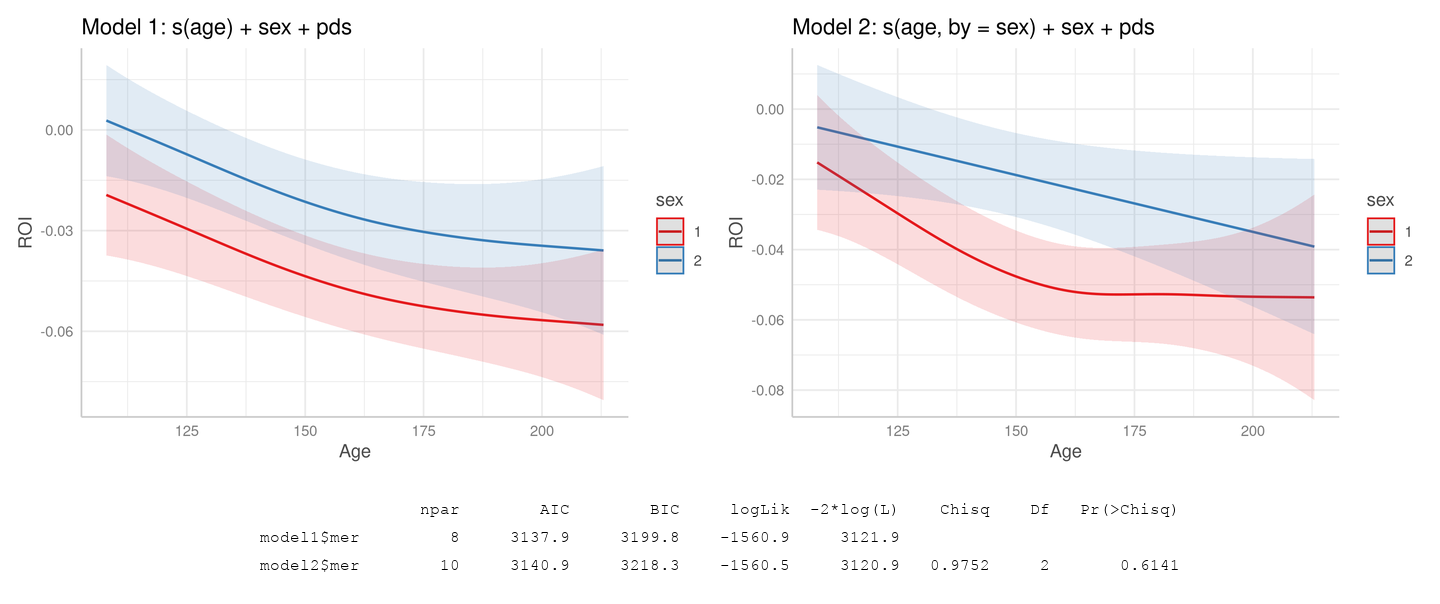 Model 1: s(age) + sex + pds
0.00
-0.03
-0.06
ROI
125 150 175 200
Age
sex
1
2
Model 2: s(age, by = sex) + sex + pds
0.00
-0.02
-0.04
-0.06
-0.08
ROI
125 150 175 200
Age
sex
1
2
npar AIC BIC logLik -2*log(L) Chisq Df Pr(>Chisq)
model1$mer 8 3137.9 3199.8 -1560.9 3121.9
model2$mer 10 3140.9 3218.3 -1560.5 3120.9 0.9752 2 0.6141